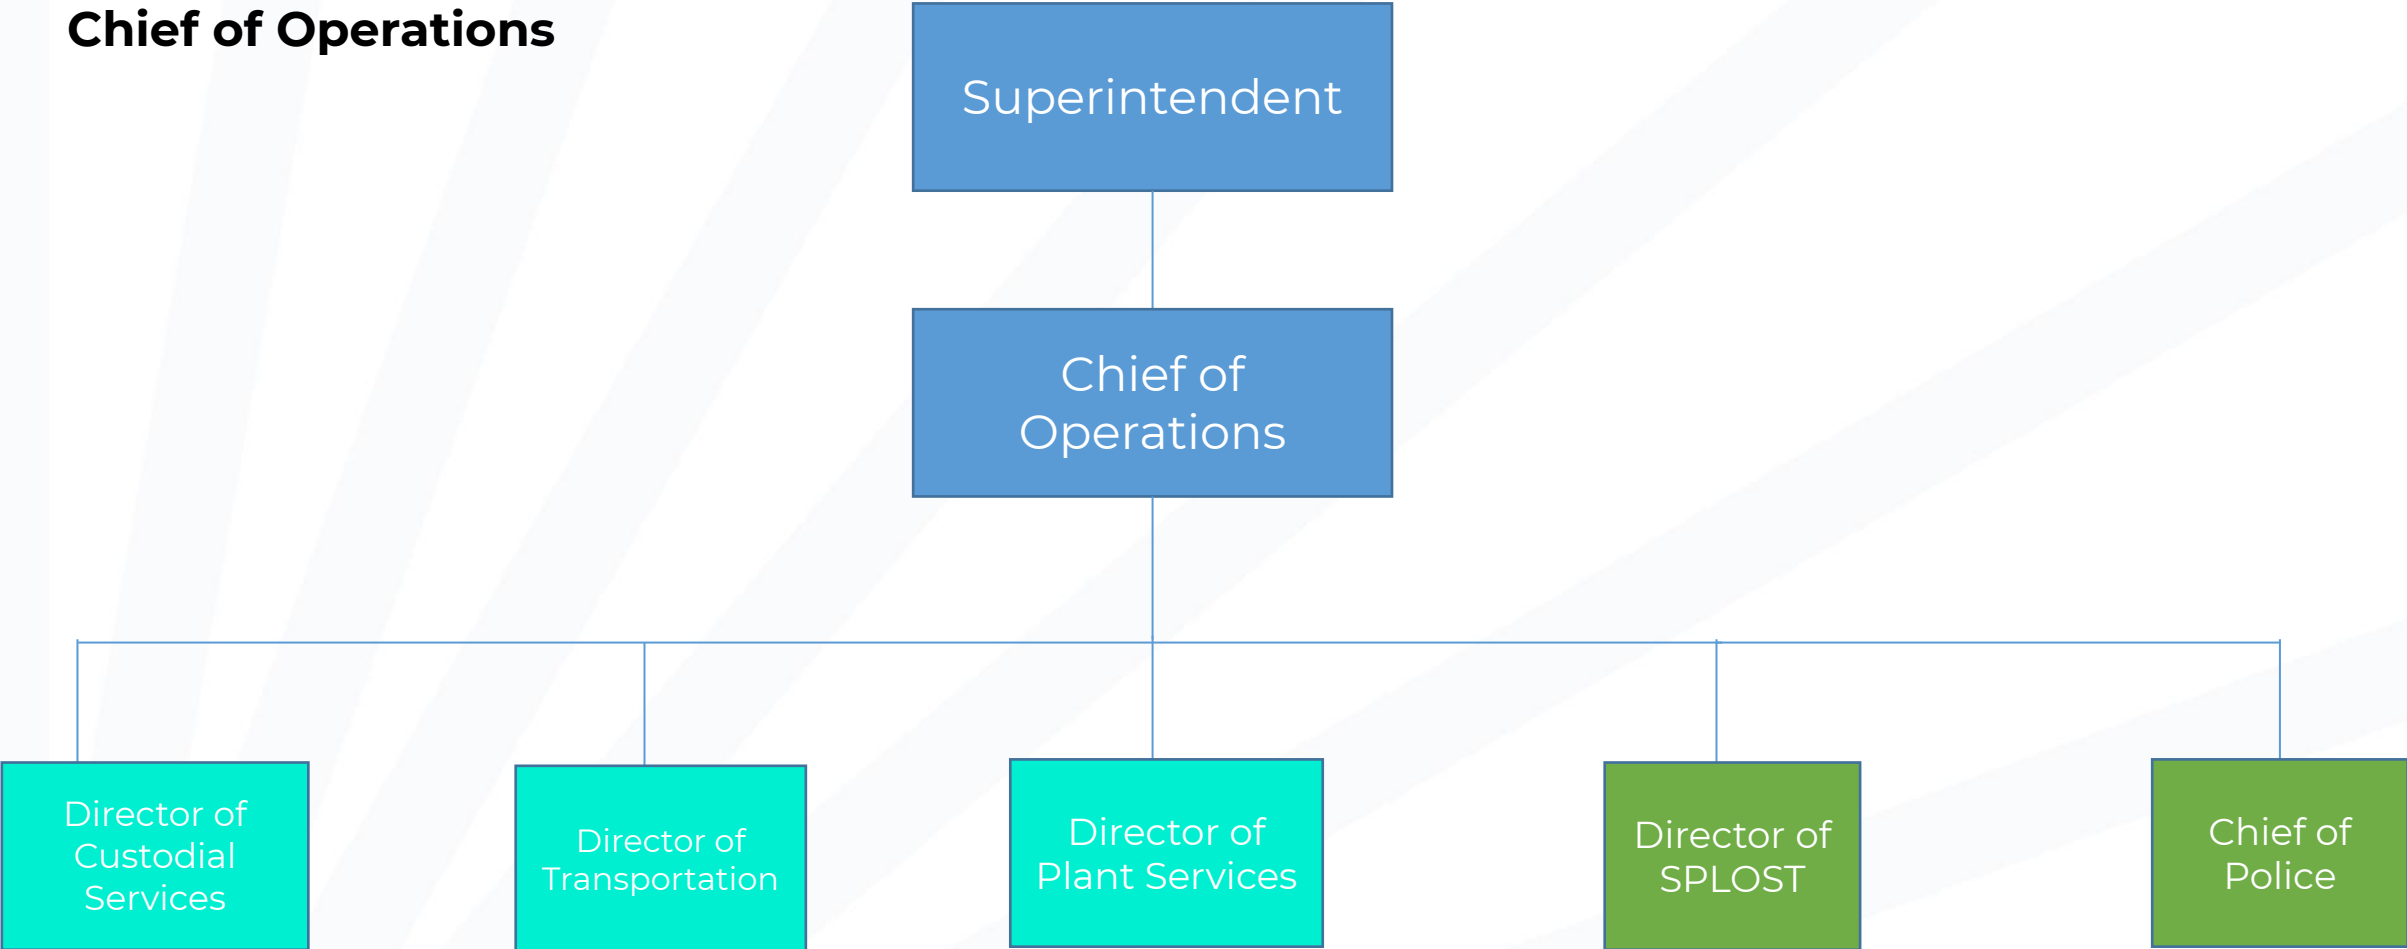 Chief of Operations
Superintendent
Chief of
Operations
Director of
Custodial
Services
Director of
Transportation
Director of
Plant Services
Director of
SPLOST
Chief of
Police